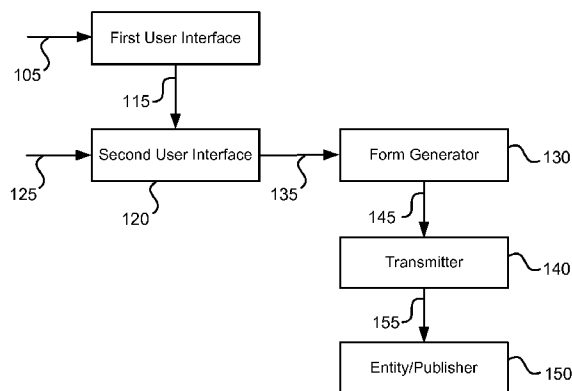 First User Interface
105
115
Second User Interface
Form Generator
130
125
120
135
145
Transmitter
140
155
Entity/Publisher
150